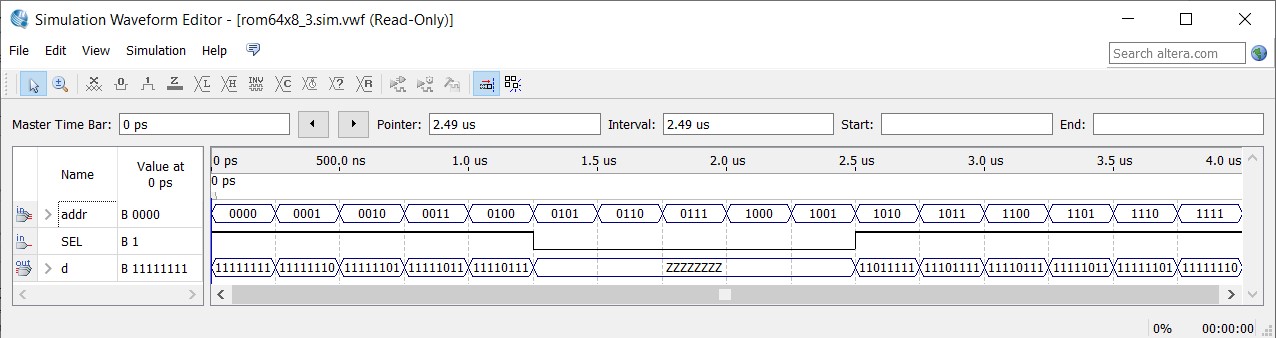 Simulation Waveform Editor - [rom64x8_3.sim.vwf (Read-Only)]
File Edit View Simulation Help
Search altera.com
Master Time Bar: 0 ps Pointer: 2.49 us Interval: 2.49 us Start: End:
Name Value at 0 ps
0 ps 500.0 ns 1.0 us 1.5 us 2.0 us 2.5 us 3.0 us 3.5 us 4.0 us
0 ps
addr B 0000 0000 0001 0010 0011 0100 0101 0110 0111 1000 1001 1010 1011 1100 1101 1110 1111
SEL B 1
d B 11111111 11111111 11111110 11111101 11111011 11110111 ZZZZZZZZ 11011111 11101111 11110111 11111011 11111101 11111110
0% 00:00:00